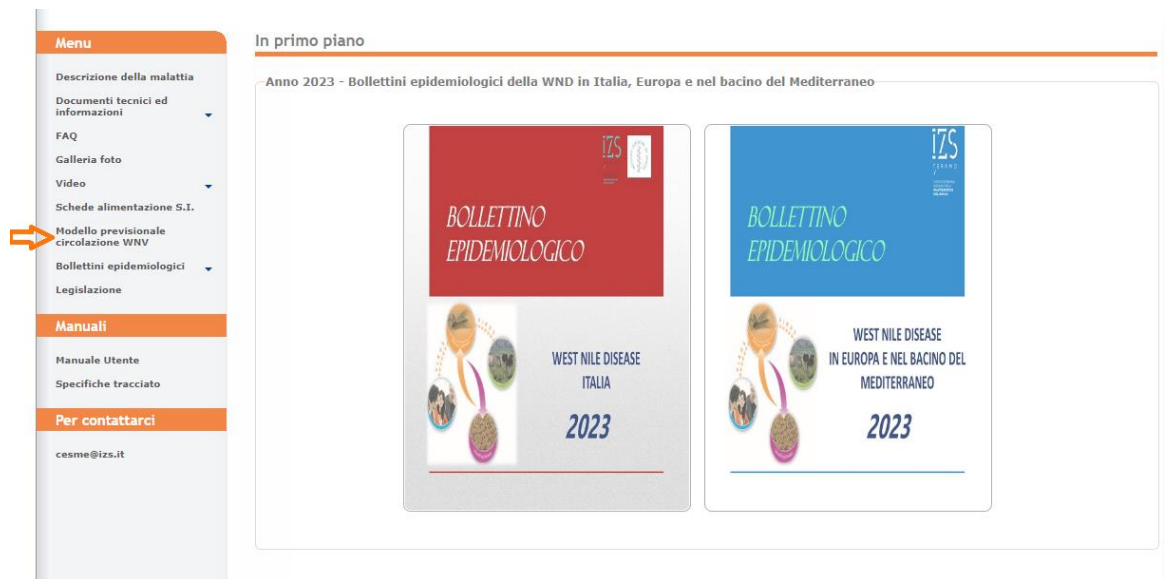 Menu
Descrizione della malattia
Documenti tecnici ed
informazioni
FAQ
Galleria foto
Video
Schede alimentazione S.I.
Modello previsionale
circolazione WNV
Bollettini epidemiologici
Legislazione
Manuali
Manuale Utente
Specifiche tracciato
Per contattarci
cesme@izs.it
In primo piano
Anno 2023 - Bollettini epidemiologici della WND in Italia, Europa e nel bacino del Mediterraneo
IZS
BOLLETTINO
EPIDEMIOLOGICO
WEST NILE DISEASE
ITALIA
2023
IZS
TERAMO
BOLLETTINO
EPIDEMIOLOGICO
WEST NILE DISEASE
IN EUROPA E NEL BACINO DEL
MEDITERRANEO
2023